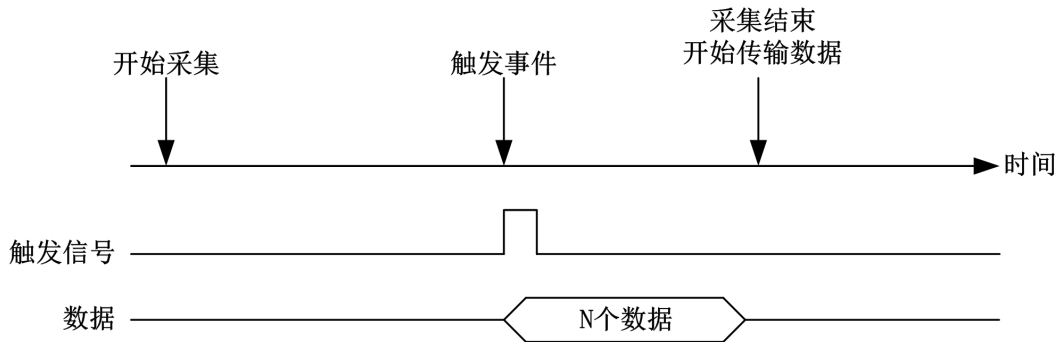 采集结束
开始采集
触发事件
开始传输数据
时间
触发信号
数据
N个数据